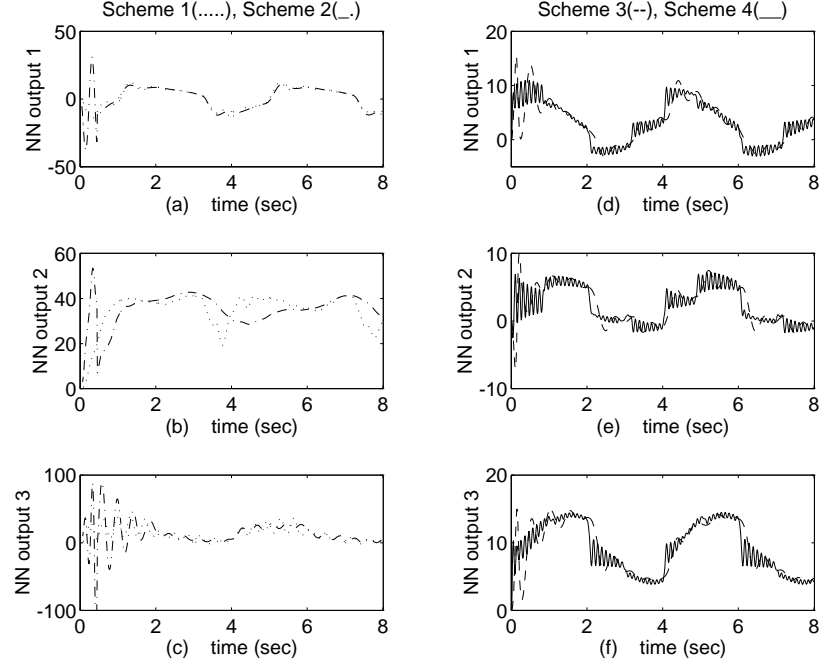 Scheme 1(.....), Scheme 2(_.)
50
0
-50
NN output 1
0 2 4 6 8
(a) time (sec)
60
40
20
0
NN output 2
0 2 4 6 8
(b) time (sec)
100
0
-100
NN output 3
0 2 4 6 8
(c) time (sec)
Scheme 3(--), Scheme 4(__)
20
10
0
NN output 1
0 2 4 6 8
(d) time (sec)
10
0
-10
NN output 2
0 2 4 6 8
(e) time (sec)
20
10
0
NN output 3
0 2 4 6 8
(f) time (sec)